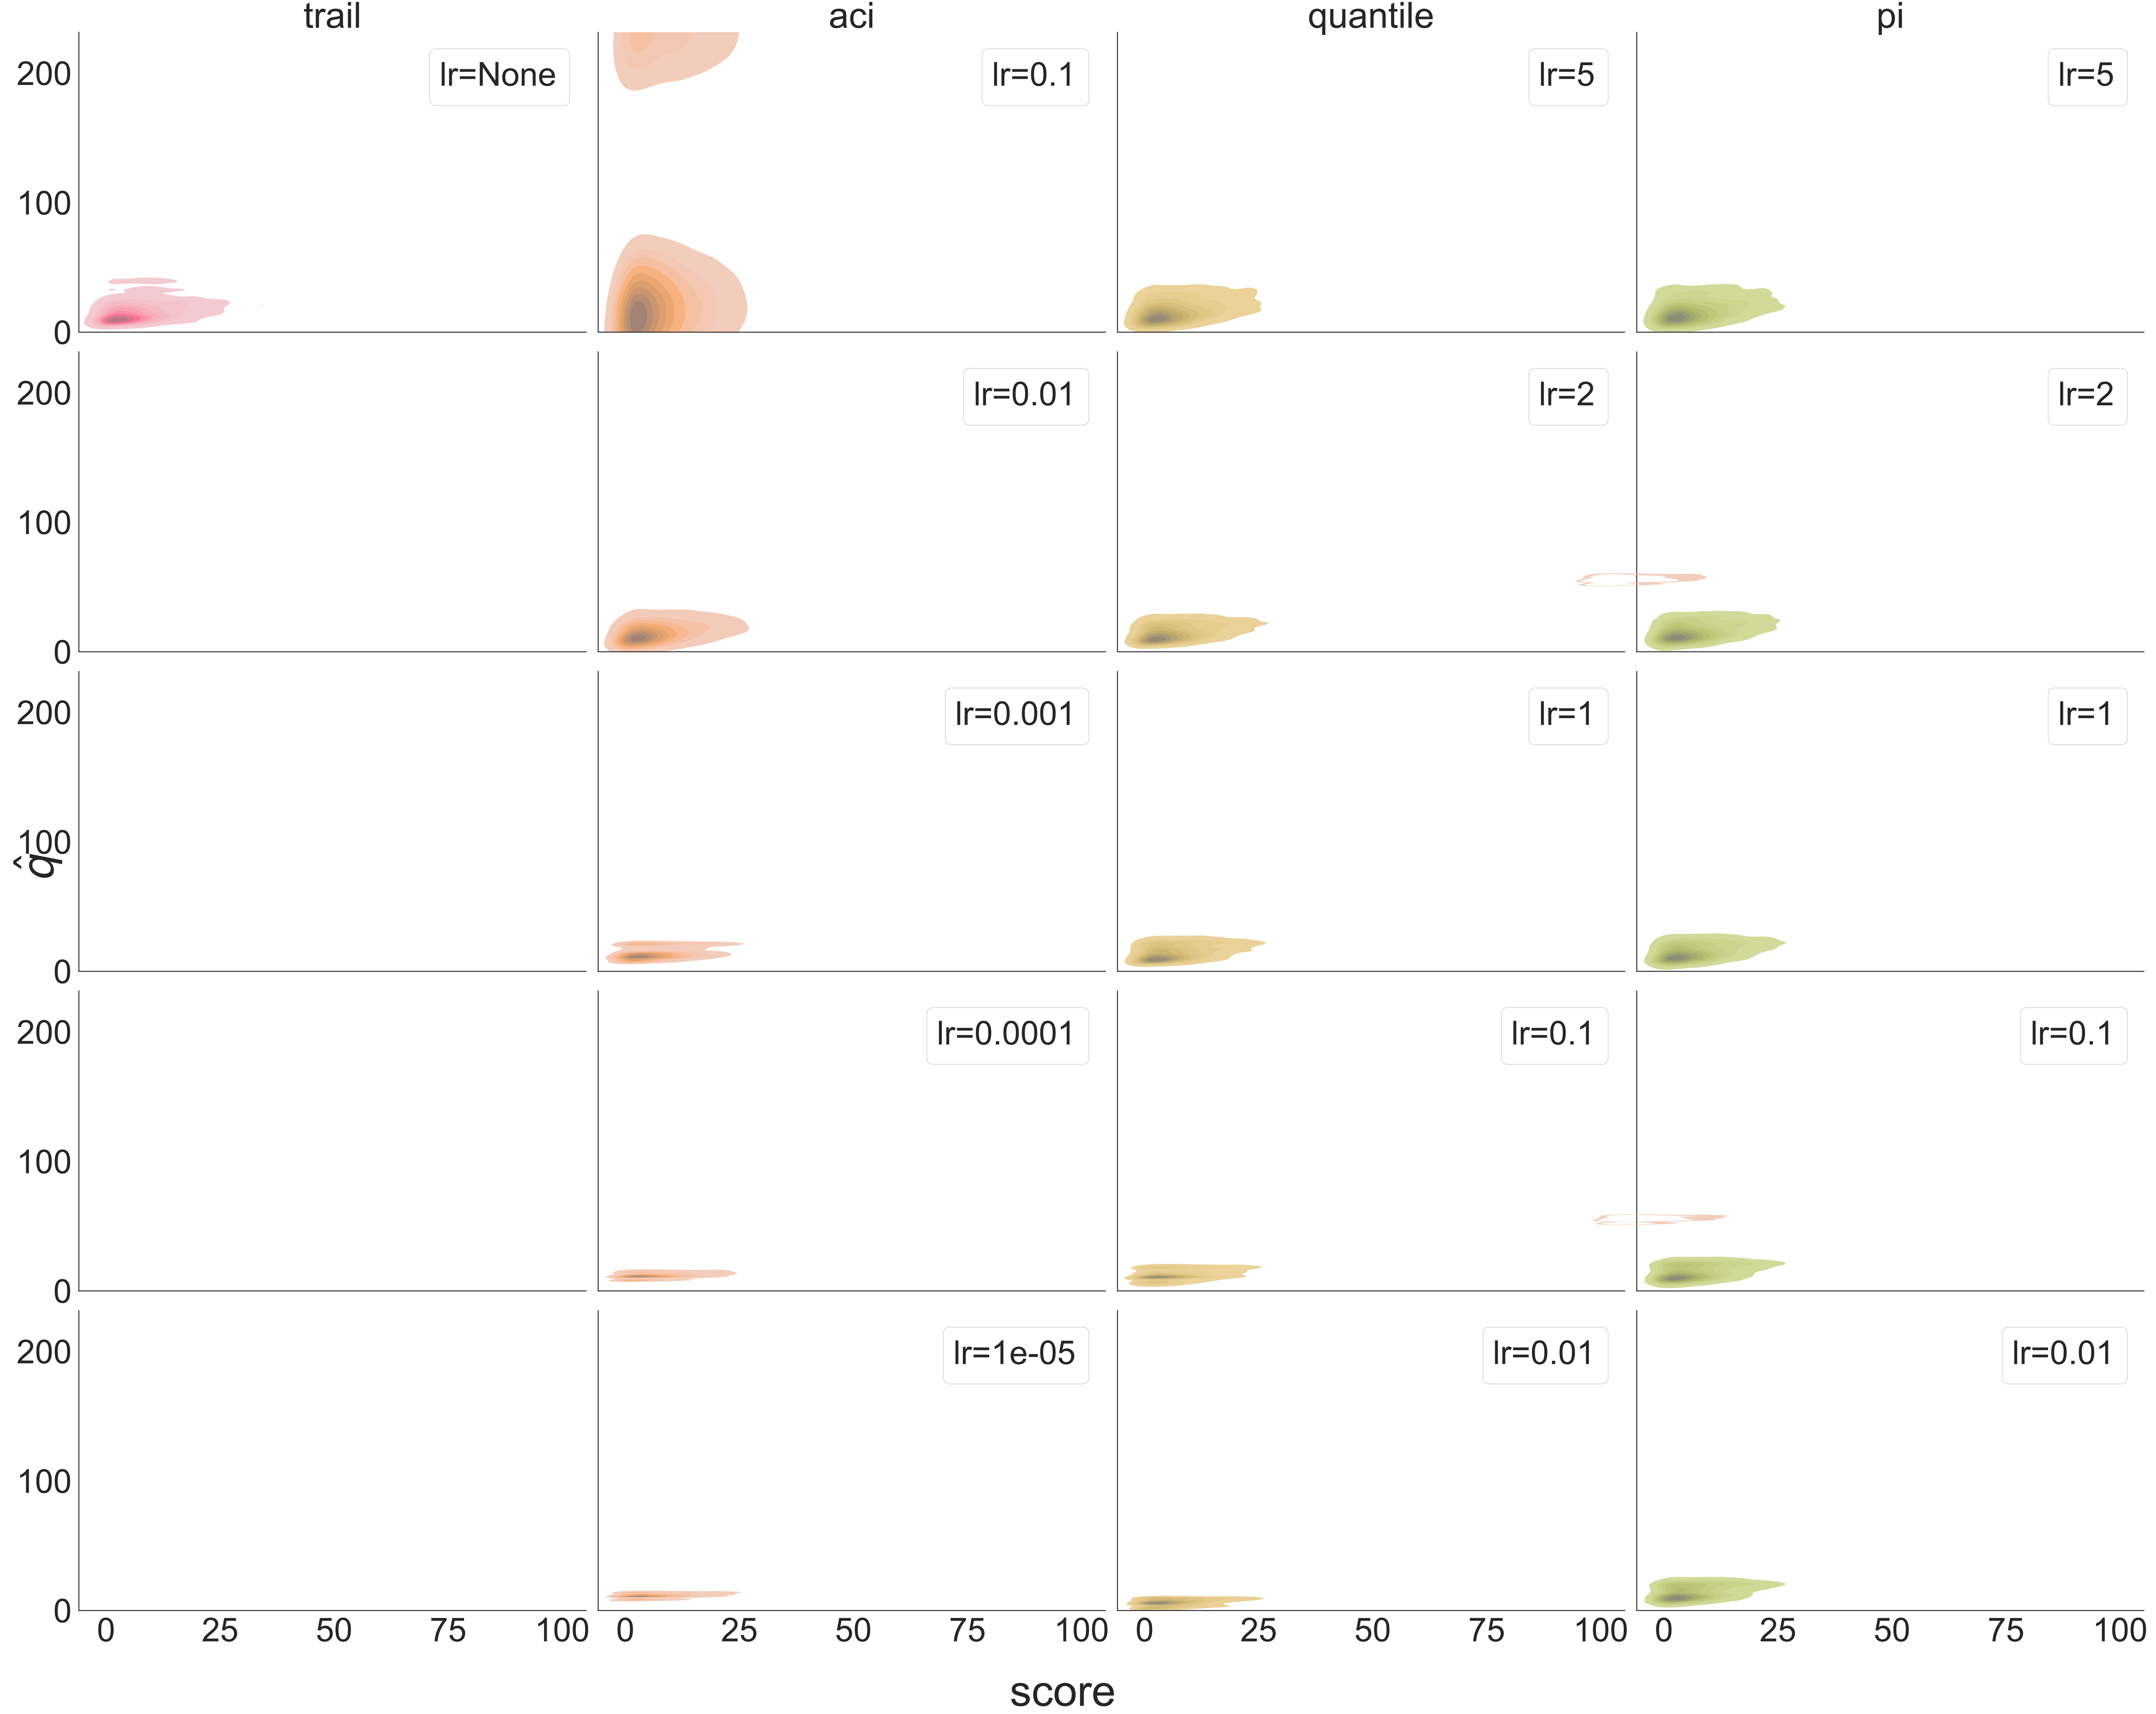 trail aci quantile pi
200 lr=None lr=0.1 lr=5 lr=5
100
0
200 lr=0.01 lr=2 lr=2
100
0
200 lr=0.001 lr=1 lr=1
100
q̂
0
200 lr=0.0001 lr=0.1 lr=0.1
100
0
200 lr=1e-05 lr=0.01 lr=0.01
100
0
0 25 50 75 100 0 25 50 75 100 0 25 50 75 100 0 25 50 75 100
score